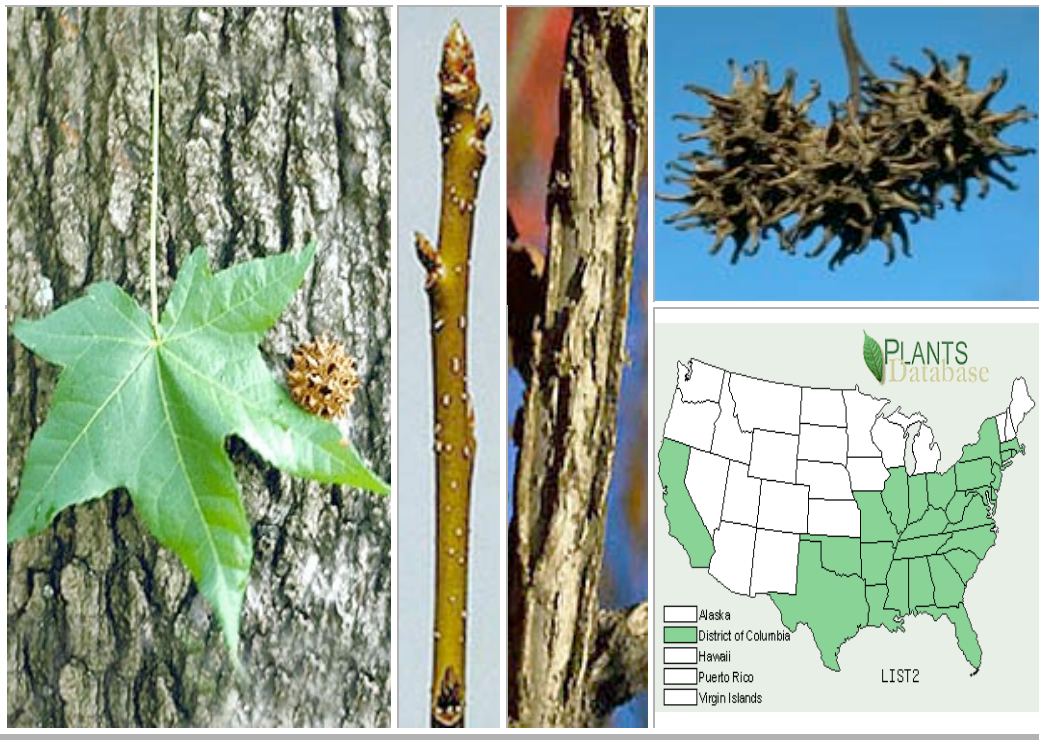 PLANTS
Database
Alaska
District of Columbia
Hawaii
Puerto Rico
Virgin Islands
LIST2